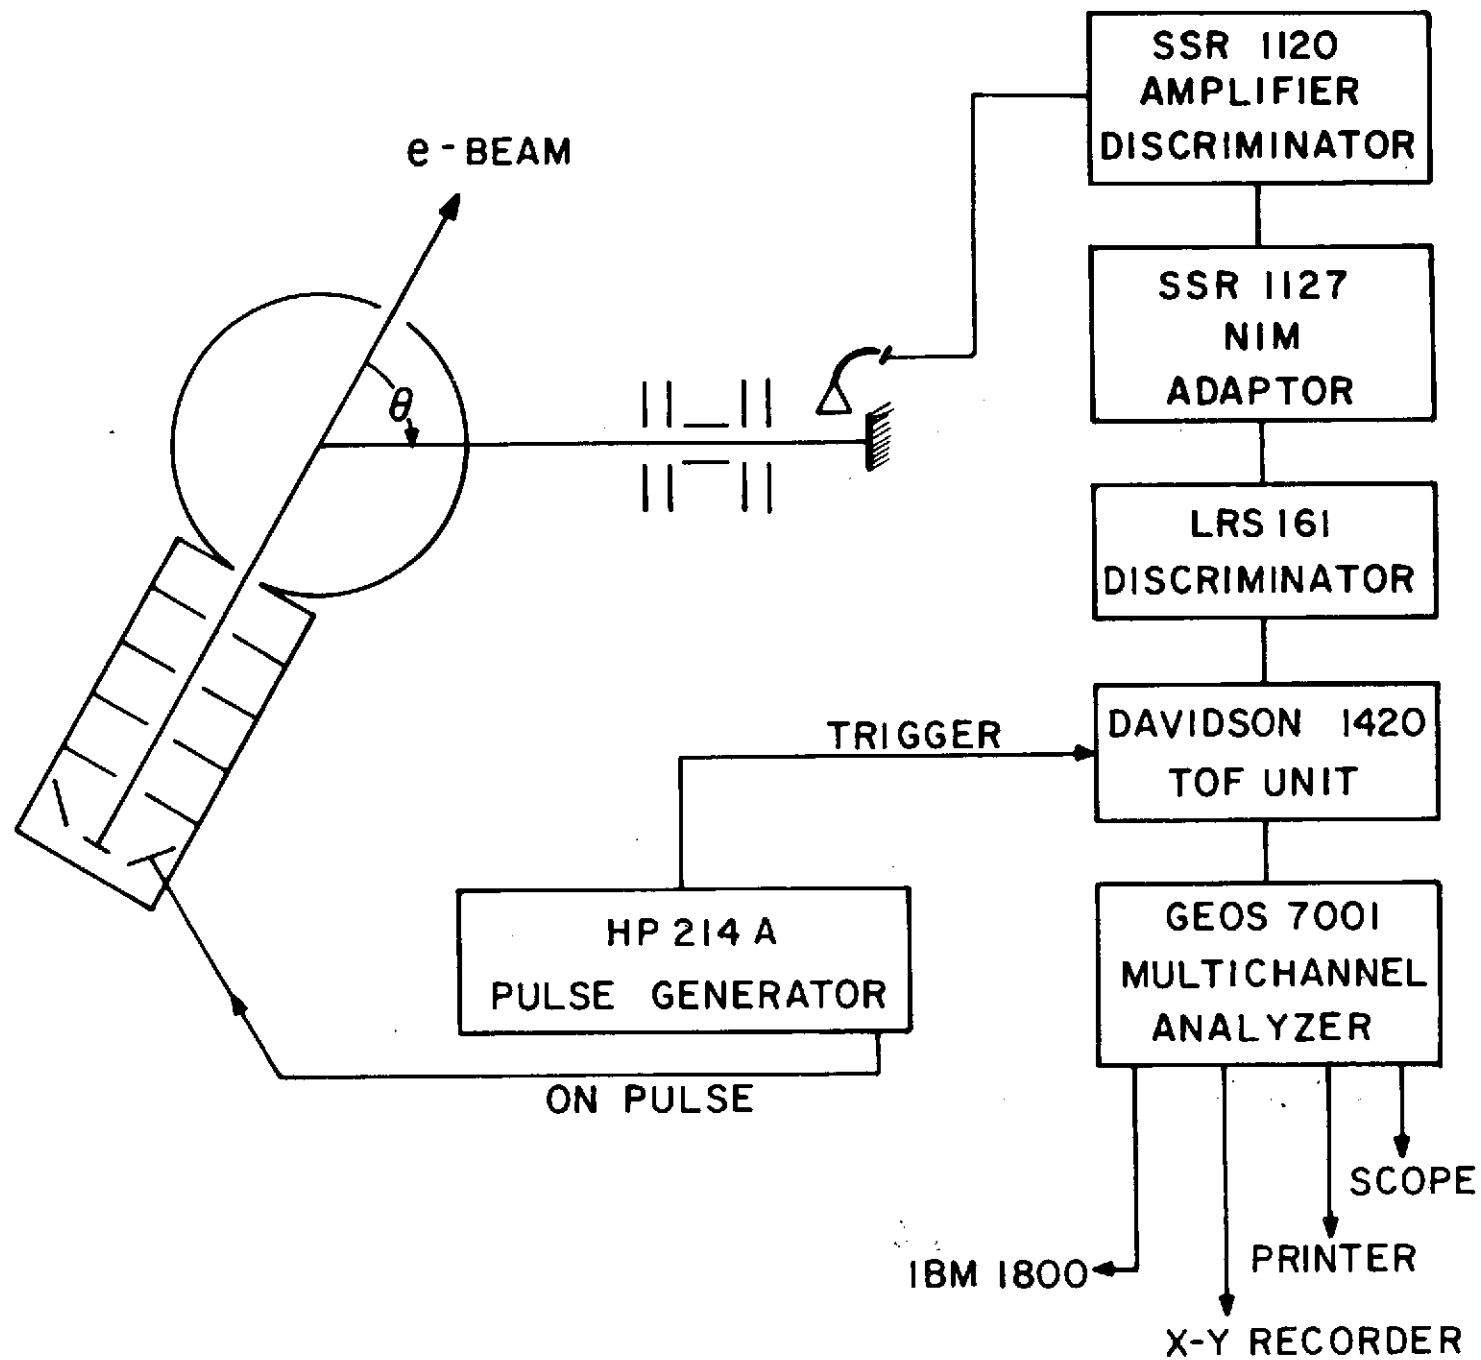 SSR 1120
AMPLIFIER
DISCRIMINATOR
e-BEAM
SSR 1127
NIM
ADAPTOR
θ
LRS 161
DISCRIMINATOR
TRIGGER
DAVIDSON 1420
TOF UNIT
HP 214 A
PULSE GENERATOR
GEOS 7001
MULTICHANNEL
ANALYZER
ON PULSE
SCOPE
PRINTER
IBM 1800
X-Y RECORDER